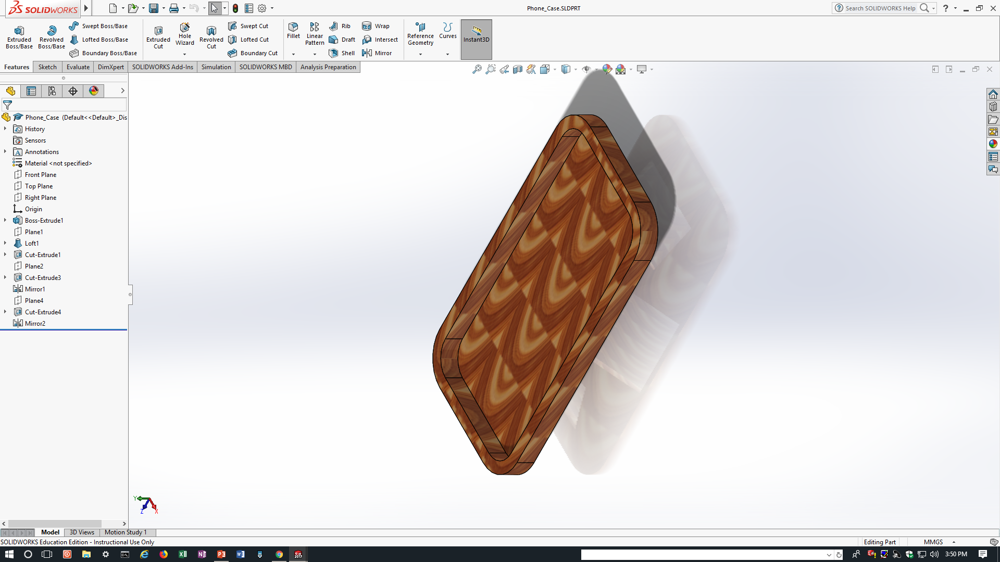 SOLIDWORKS
Phone_Case.SLDPRT
Search SOLIDWORKS Help
Extruded Boss/Base
Revolved Boss/Base
Swept Boss/Base
Lofted Boss/Base
Boundary Boss/Base
Extruded Cut
Hole Wizard
Revolved Cut
Swept Cut
Lofted Cut
Boundary Cut
Fillet
Linear Pattern
Rib
Draft
Shell
Wrap
Intersect
Mirror
Reference Geometry
Curves
Instant3D
Features
Sketch
Evaluate
DimXpert
SOLIDWORKS Add-Ins
Simulation
SOLIDWORKS MBD
Analysis Preparation
Phone_Case (Default<<Default>_Dis
History
Sensors
Annotations
Material <not specified>
Front Plane
Top Plane
Right Plane
Origin
Boss-Extrude1
Plane1
Loft1
Cut-Extrude1
Plane2
Cut-Extrude3
Mirror1
Plane4
Cut-Extrude4
Mirror2
Y
Z
X
Model
3D Views
Motion Study 1
SOLIDWORKS Education Edition - Instructional Use Only
Editing Part
MMGS
3:50 PM